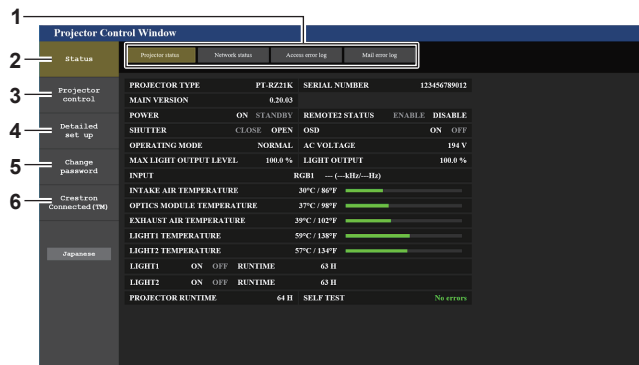 1
Projector Control Window
2
Status
Projector status Network status Access error log Mail error log
3
Projector control
4
Detailed set up
5
Change password
6
Crestron Connected(TM)
Japanese
PROJECTOR TYPE PT-RZ21K SERIAL NUMBER 123456789012
MAIN VERSION 0.20.03
POWER ON STANDBY REMOTE2 STATUS ENABLE DISABLE
SHUTTER CLOSE OPEN OSD ON OFF
OPERATING MODE NORMAL AC VOLTAGE 194 V
MAX LIGHT OUTPUT LEVEL 100.0 % LIGHT OUTPUT 100.0 %
INPUT RGB1 --- (---kHz/---Hz)
INTAKE AIR TEMPERATURE 30°C / 86°F
OPTICS MODULE TEMPERATURE 37°C / 98°F
EXHAUST AIR TEMPERATURE 39°C / 102°F
LIGHT1 TEMPERATURE 59°C / 138°F
LIGHT2 TEMPERATURE 57°C / 134°F
LIGHT1 ON OFF RUNTIME 63 H
LIGHT2 ON OFF RUNTIME 63 H
PROJECTOR RUNTIME 64 H SELF TEST No errors